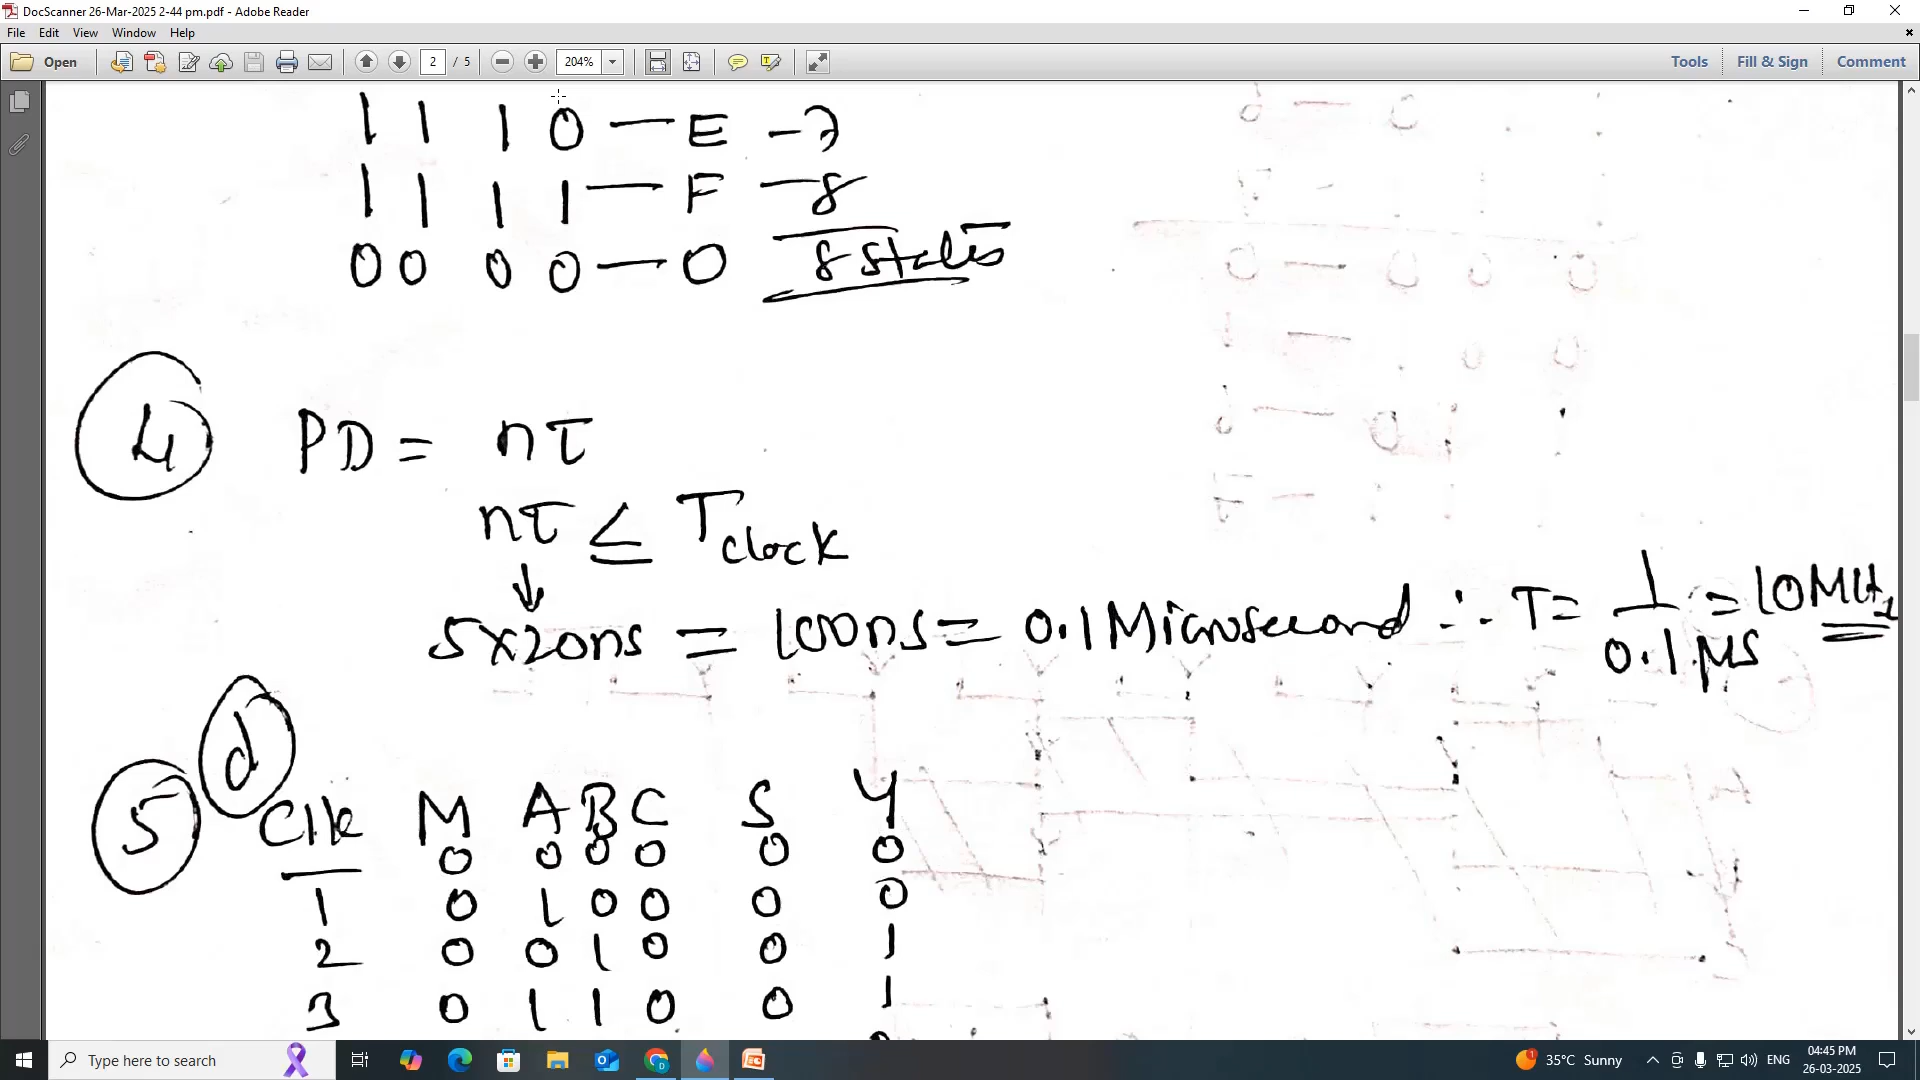 DocScanner 26-Mar-2025 2-44 pm.pdf - Adobe Reader
File Edit View Window Help
Open 2 / 5 204% Tools Fill & Sign Comment
1 1 1 0 — E - 7
1 1 1 1 — F - 8
0 0 0 0 — 0 8 states
4 PD = nτ
nτ ≤ Tclock
↓
5×20ns = 100ns = 0.1 Microsecond ∴ T = 1/0.1 μs = 10MHz
d
5 Clk M A B C S Y
0 0 0 0 0 0
1 0 1 0 0 0 0
2 0 0 1 0 0 1
3 0 1 1 0 0 1
Type here to search
35°C Sunny ENG 04:45 PM
26-03-2025